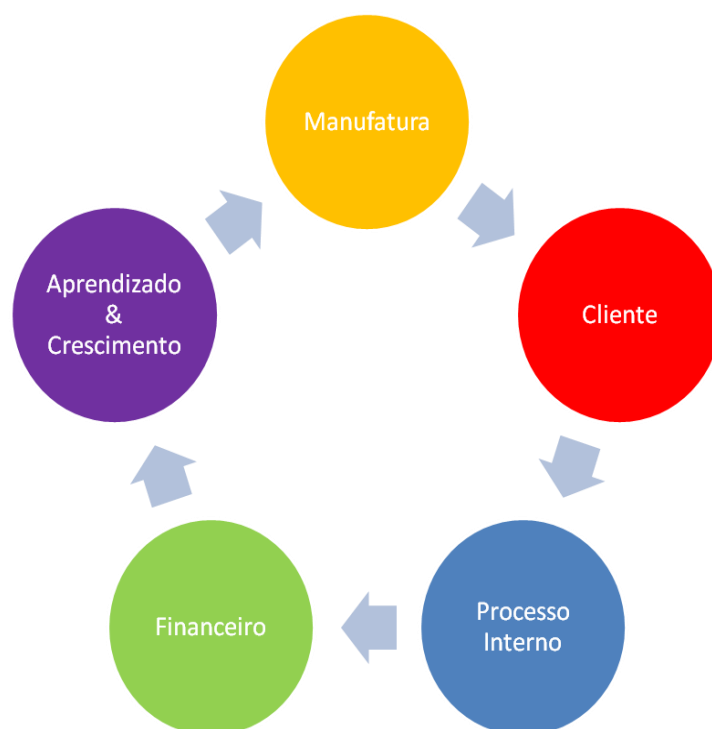 Manufatura
Cliente
Processo
Interno
Financeiro
Aprendizado
&
Crescimento